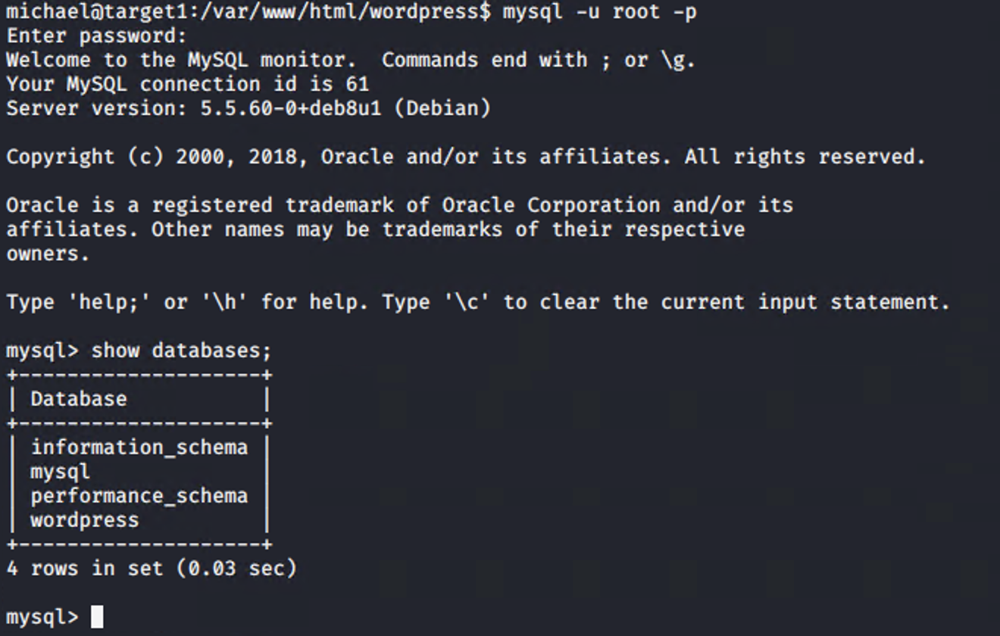 michael@target1:/var/www/html/wordpress$ mysql -u root -p
Enter password:
Welcome to the MySQL monitor.  Commands end with ; or \g.
Your MySQL connection id is 61
Server version: 5.5.60-0+deb8u1 (Debian)

Copyright (c) 2000, 2018, Oracle and/or its affiliates. All rights reserved.

Oracle is a registered trademark of Oracle Corporation and/or its
affiliates. Other names may be trademarks of their respective
owners.

Type 'help;' or '\h' for help. Type '\c' to clear the current input statement.

mysql> show databases;
+--------------------+
| Database           |
+--------------------+
| information_schema |
| mysql              |
| performance_schema |
| wordpress          |
+--------------------+
4 rows in set (0.03 sec)

mysql>